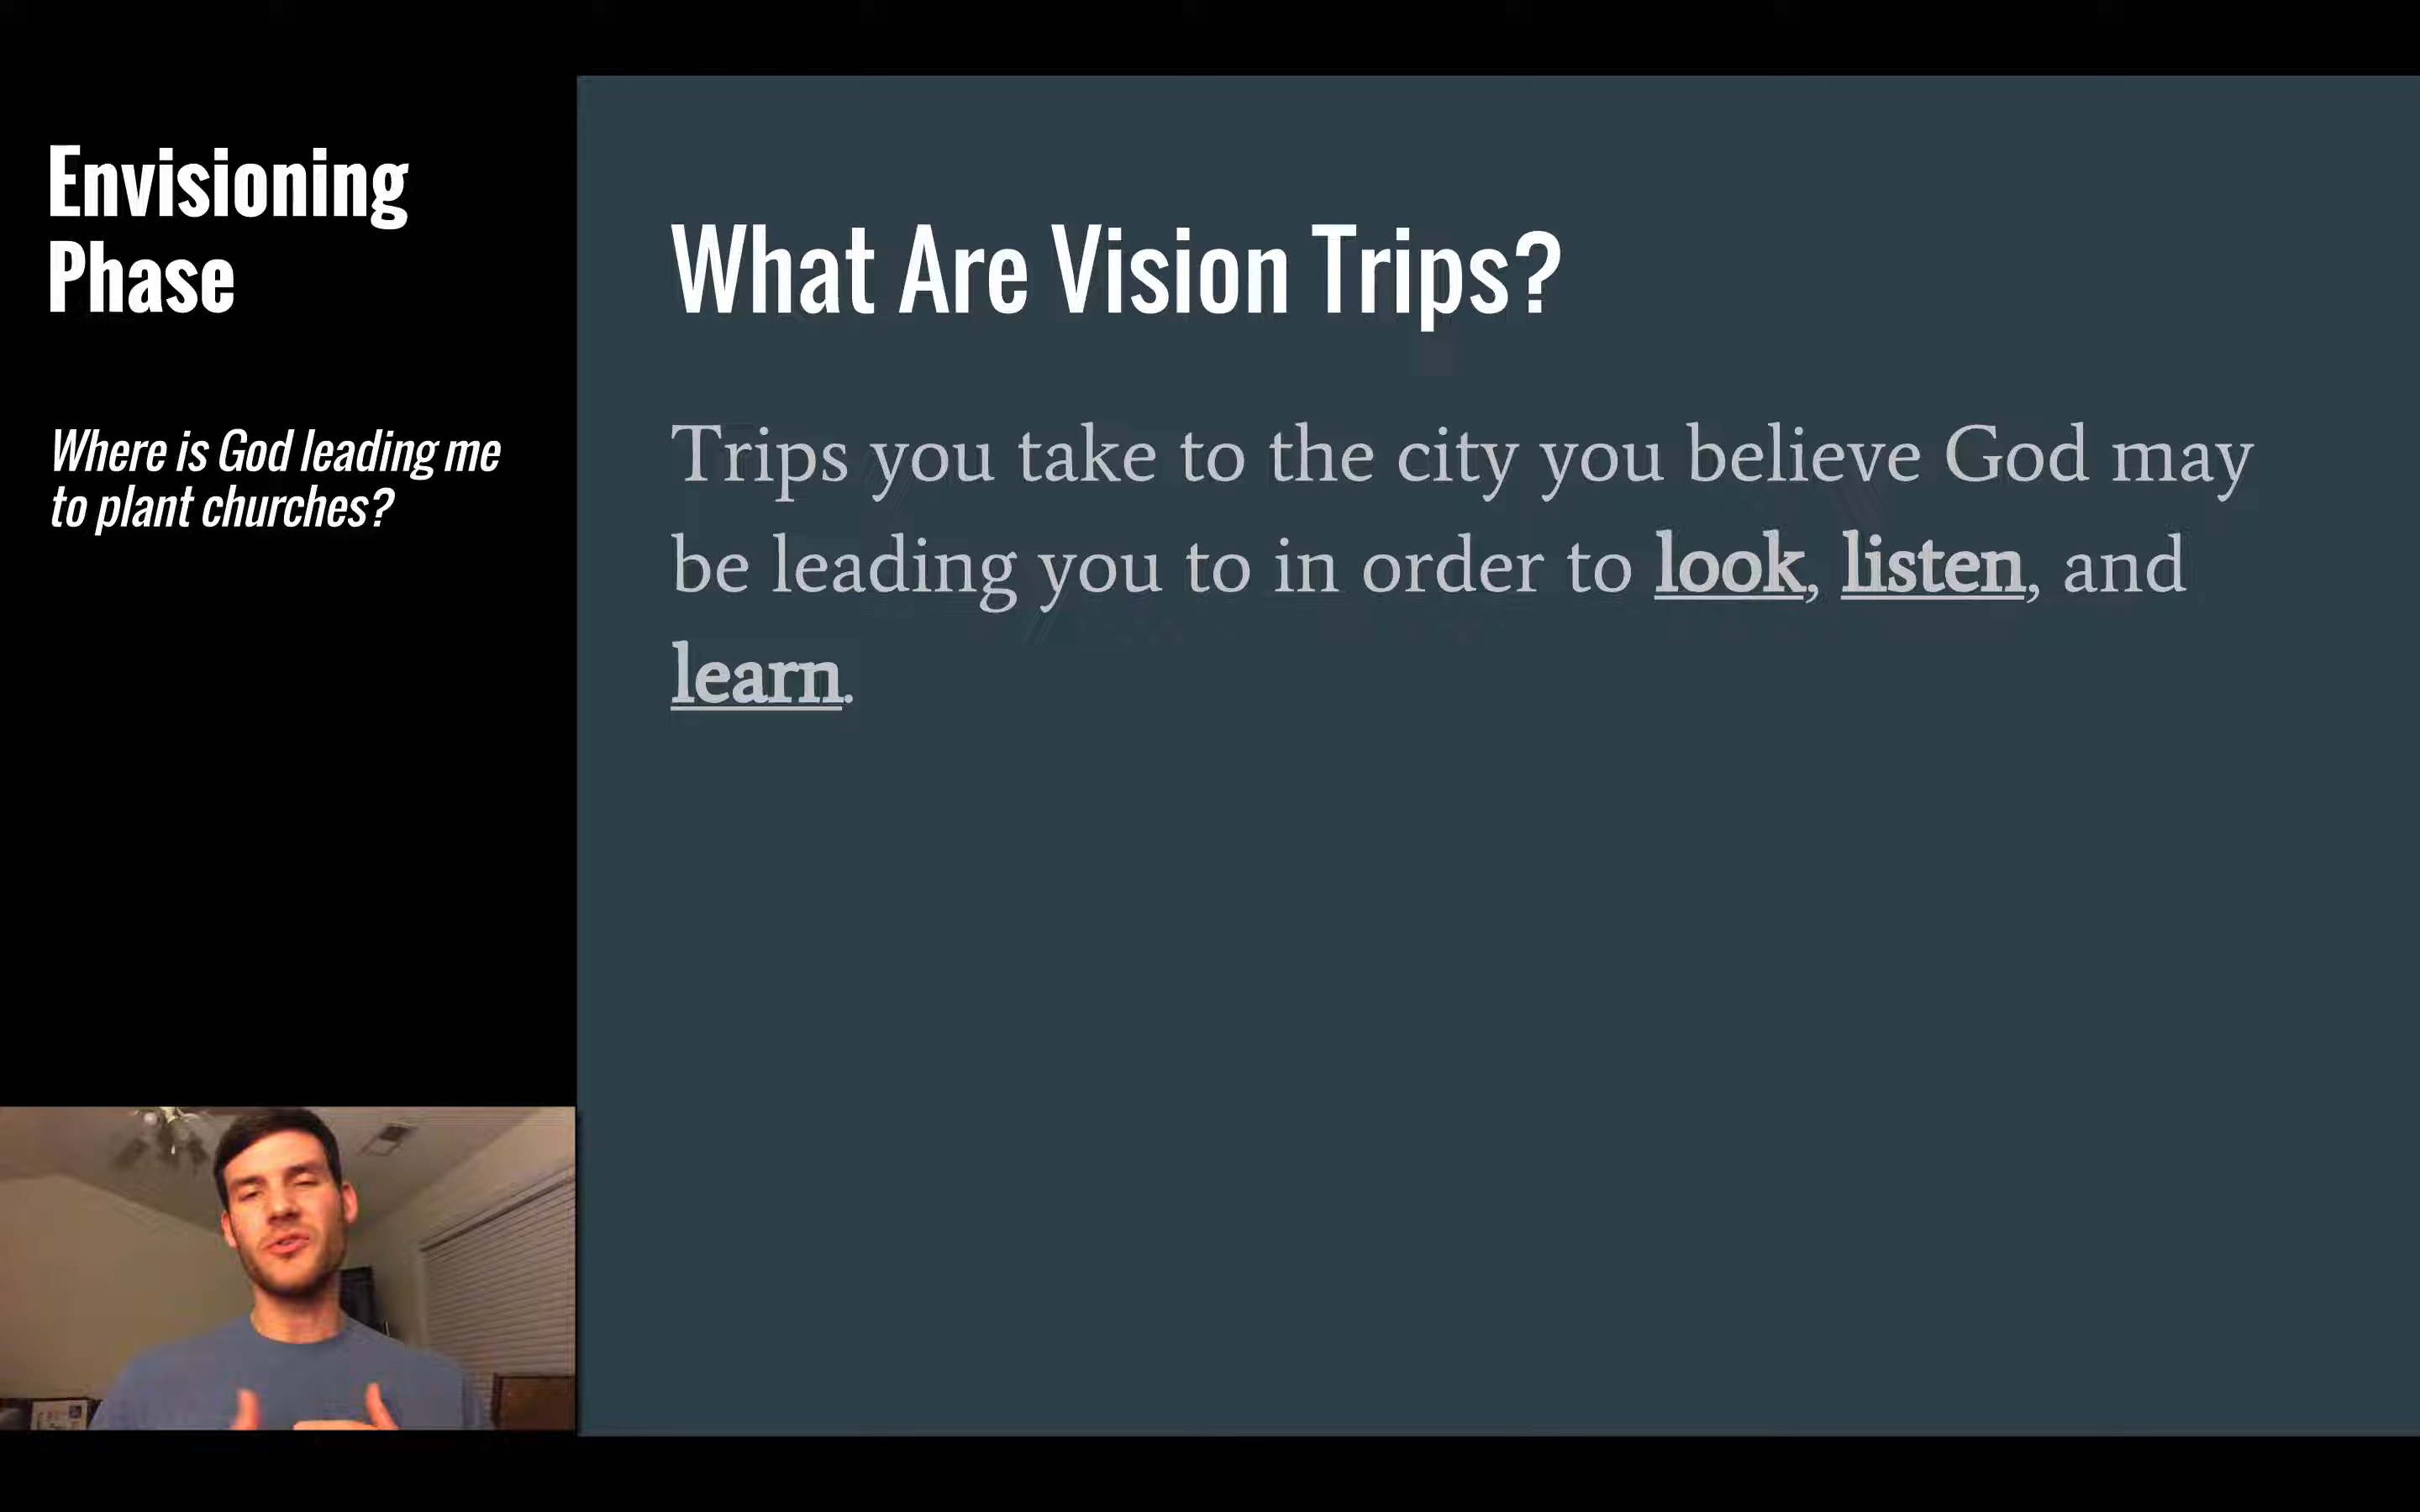 Envisioning
Phase
Where is God leading me
to plant churches?
What Are Vision Trips?
Trips you take to the city you believe God may
be leading you to in order to look, listen, and
learn.